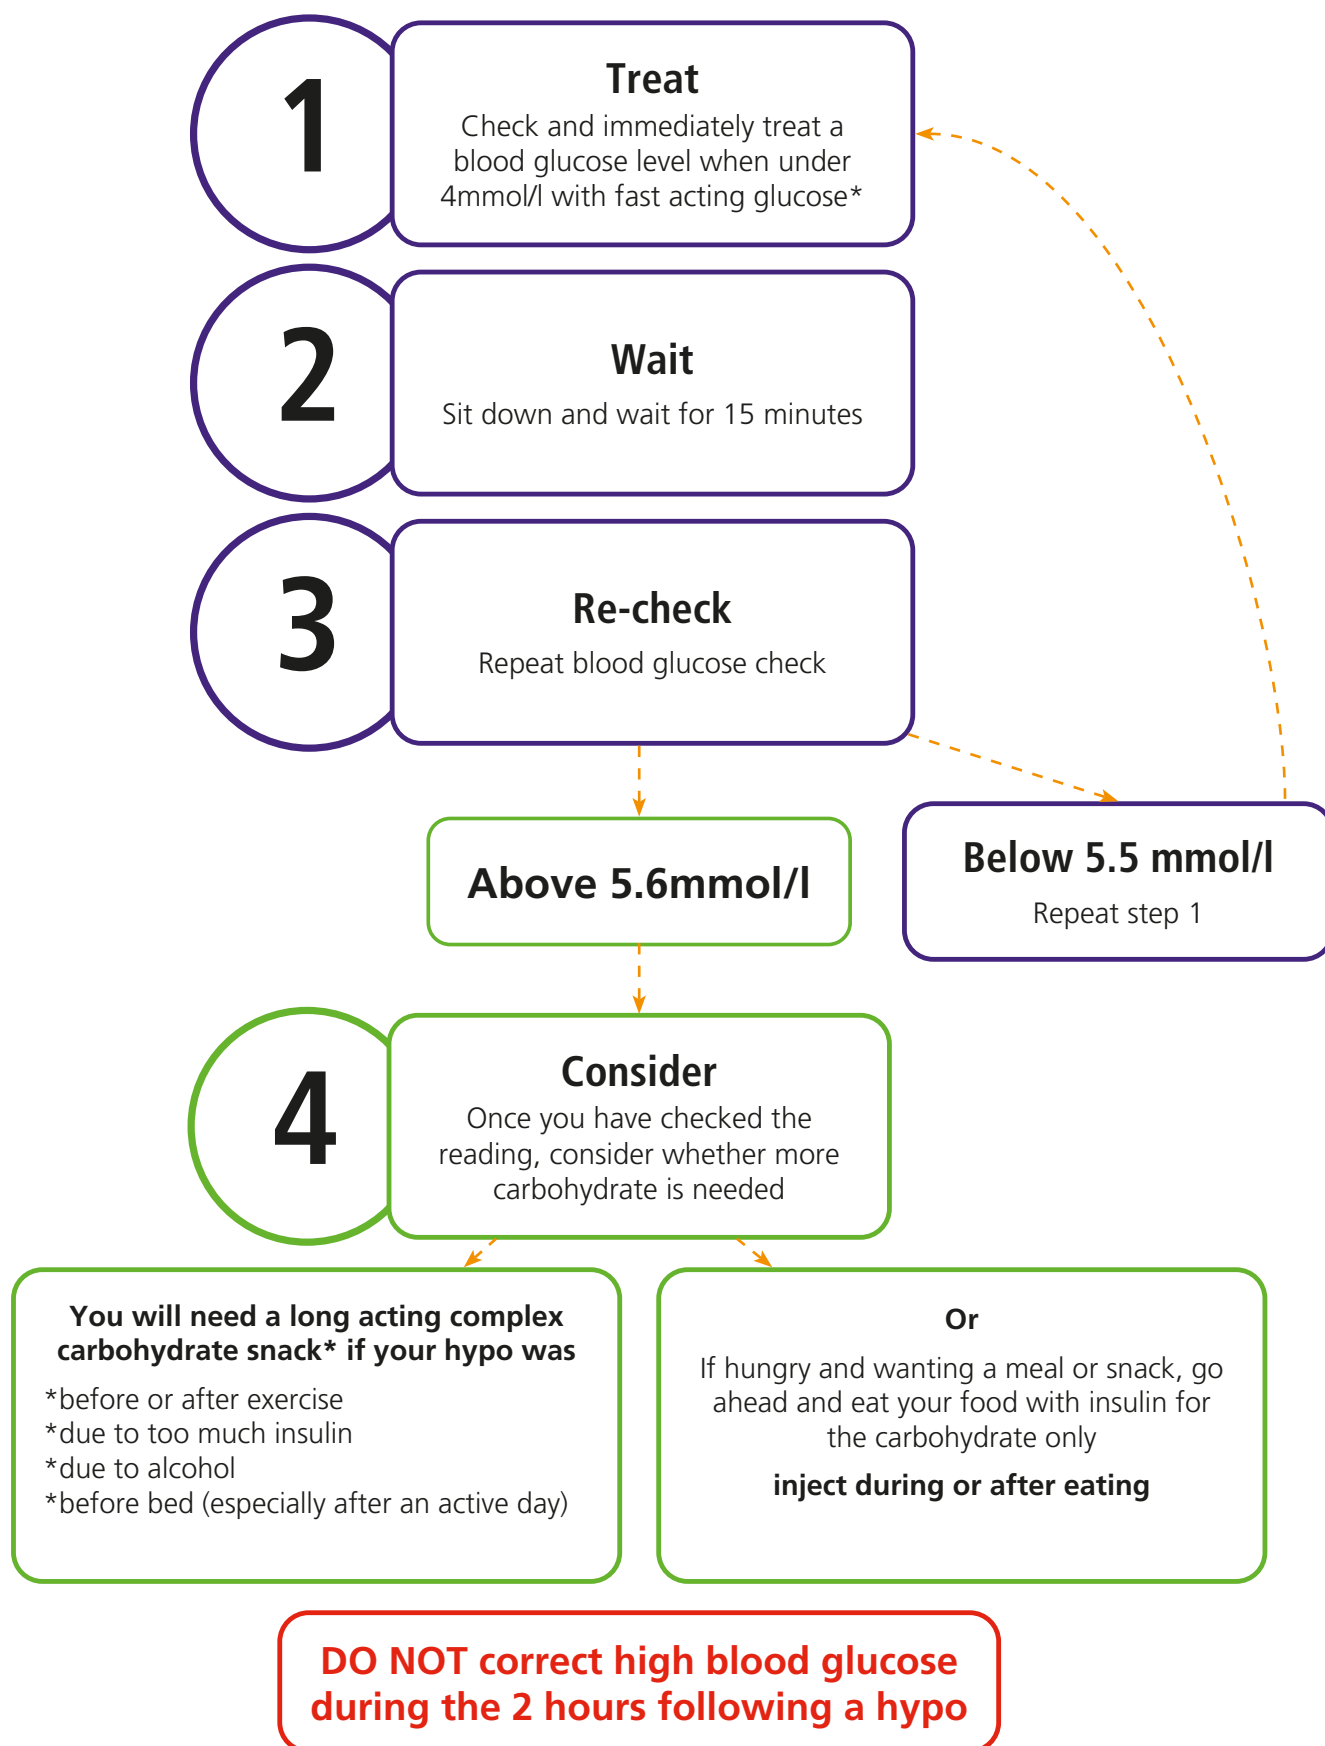 1
Treat
Check and immediately treat a
blood glucose level when under
4mmol/l with fast acting glucose*
2
Wait
Sit down and wait for 15 minutes
3
Re-check
Repeat blood glucose check
Above 5.6mmol/l
Below 5.5 mmol/l
Repeat step 1
4
Consider
Once you have checked the
reading, consider whether more
carbohydrate is needed
You will need a long acting complex
carbohydrate snack* if your hypo was
*before or after exercise
*due to too much insulin
*due to alcohol
*before bed (especially after an active day)
Or
If hungry and wanting a meal or snack, go
ahead and eat your food with insulin for
the carbohydrate only
inject during or after eating
DO NOT correct high blood glucose
during the 2 hours following a hypo